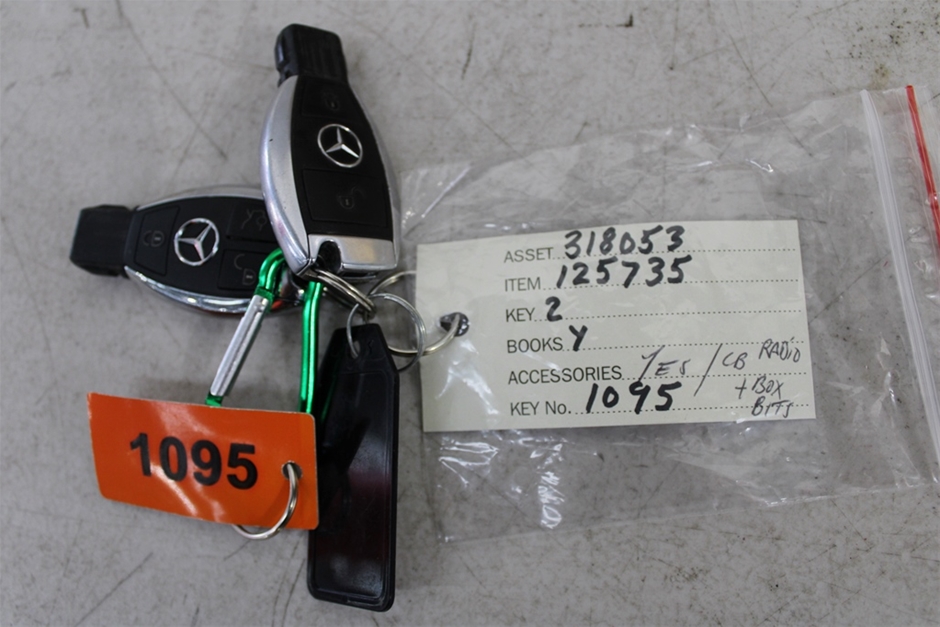 ASSET 318053
ITEM 125735
KEY 2
BOOKS Y
ACCESSORIES YES / CB RADIO
+ BOX
BITS
KEY No. 1095
1095